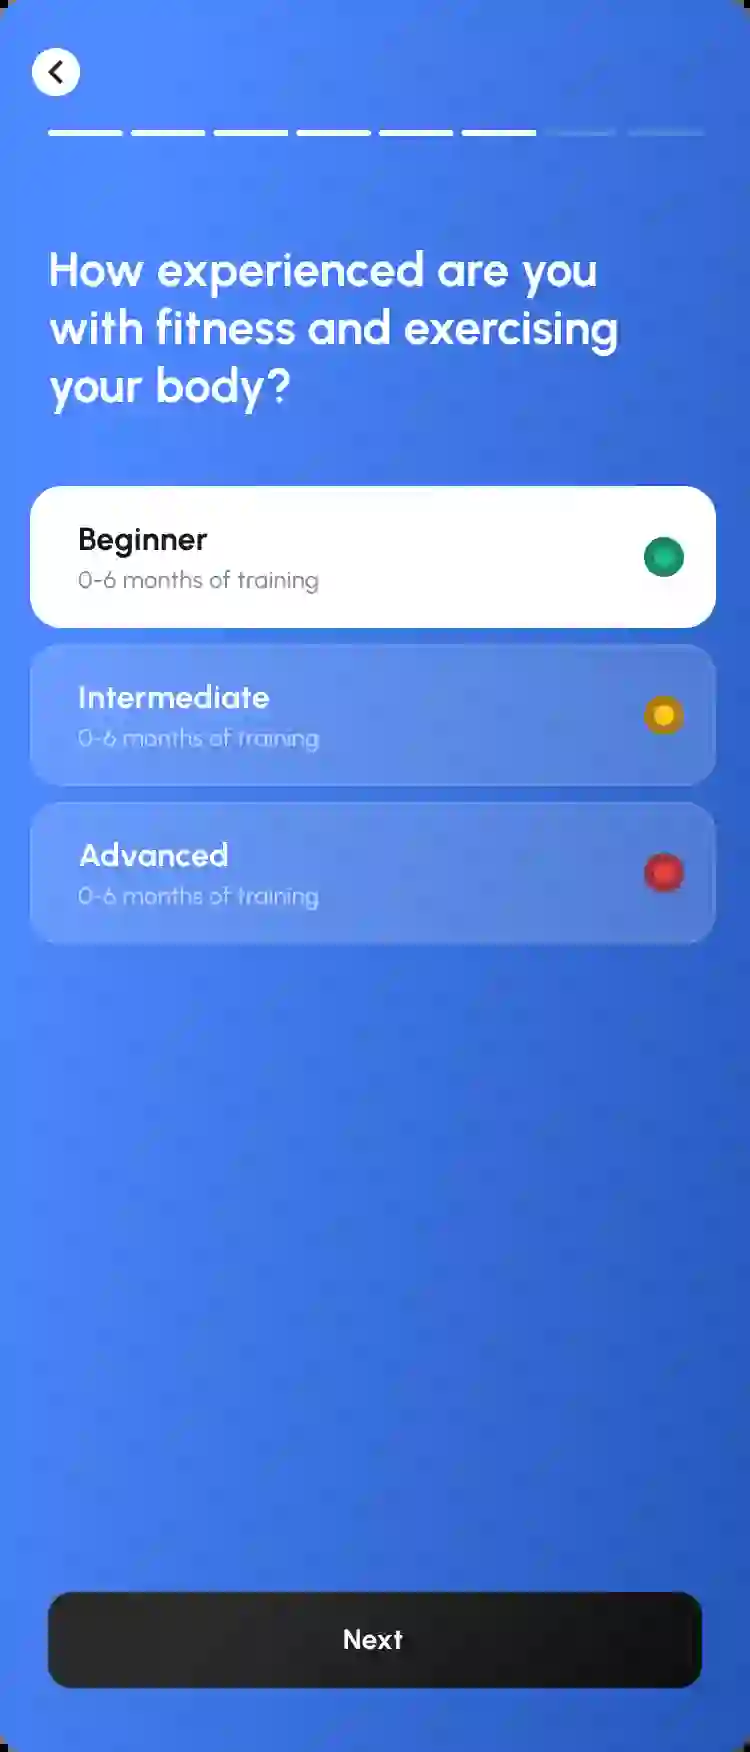 How experienced are you
with fitness and exercising
your body?
Beginner
0-6 months of training
Intermediate
0-6 months of training
Advanced
0-6 months of training
Next